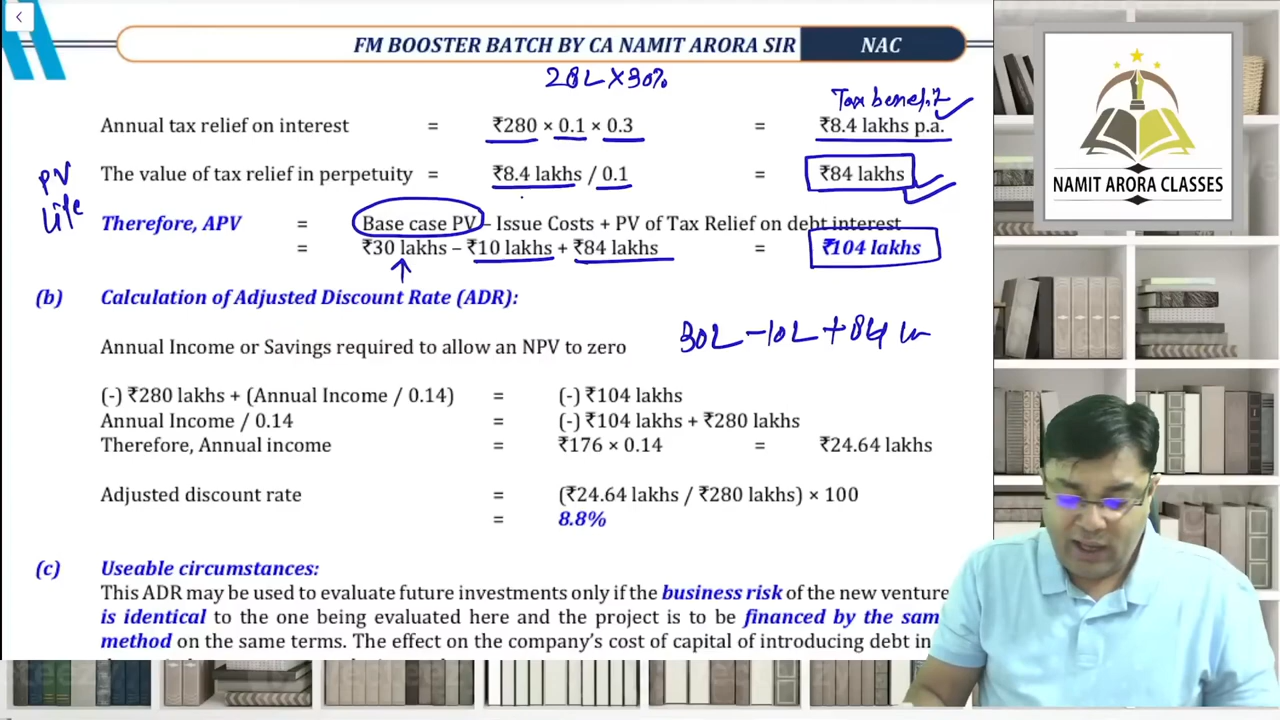 FM BOOSTER BATCH BY CA NAMIT ARORA SIR NAC
28L × 30%
Tax benefit
Annual tax relief on interest = ₹280 × 0.1 × 0.3 = ₹8.4 lakhs p.a.
PV
The value of tax relief in perpetuity = ₹8.4 lakhs / 0.1 = ₹84 lakhs
life
Therefore, APV = Base case PV – Issue Costs + PV of Tax Relief on debt interest
= ₹30 lakhs – ₹10 lakhs + ₹84 lakhs = ₹104 lakhs
(b) Calculation of Adjusted Discount Rate (ADR):
30L – 10L + 84
Annual Income or Savings required to allow an NPV to zero
(-) ₹280 lakhs + (Annual Income / 0.14) = (-) ₹104 lakhs
Annual Income / 0.14 = (-) ₹104 lakhs + ₹280 lakhs
Therefore, Annual income = ₹176 × 0.14 = ₹24.64 lakhs
Adjusted discount rate = (₹24.64 lakhs / ₹280 lakhs) × 100
= 8.8%
(c) Useable circumstances:
This ADR may be used to evaluate future investments only if the business risk of the new venture
is identical to the one being evaluated here and the project is to be financed by the sam
method on the same terms. The effect on the company's cost of capital of introducing debt in
NAMIT ARORA CLASSES